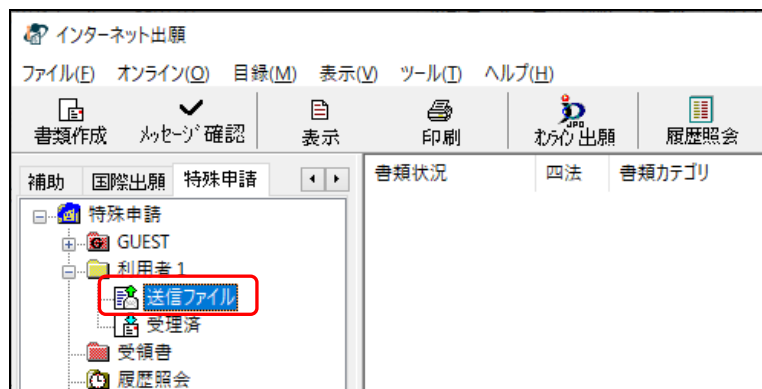 インターネット出願
ファイル(F) オンライン(O) 目録(M) 表示(V) ツール(T) ヘルプ(H)
書類作成 メッセージ確認 表示 印刷 JPO オンライン出願 履歴照会
補助 国際出願 特殊申請
書類状況 四法 書類カテゴリ
特殊申請
GUEST
利用者1
送信ファイル
受理済
受領書
履歴照会